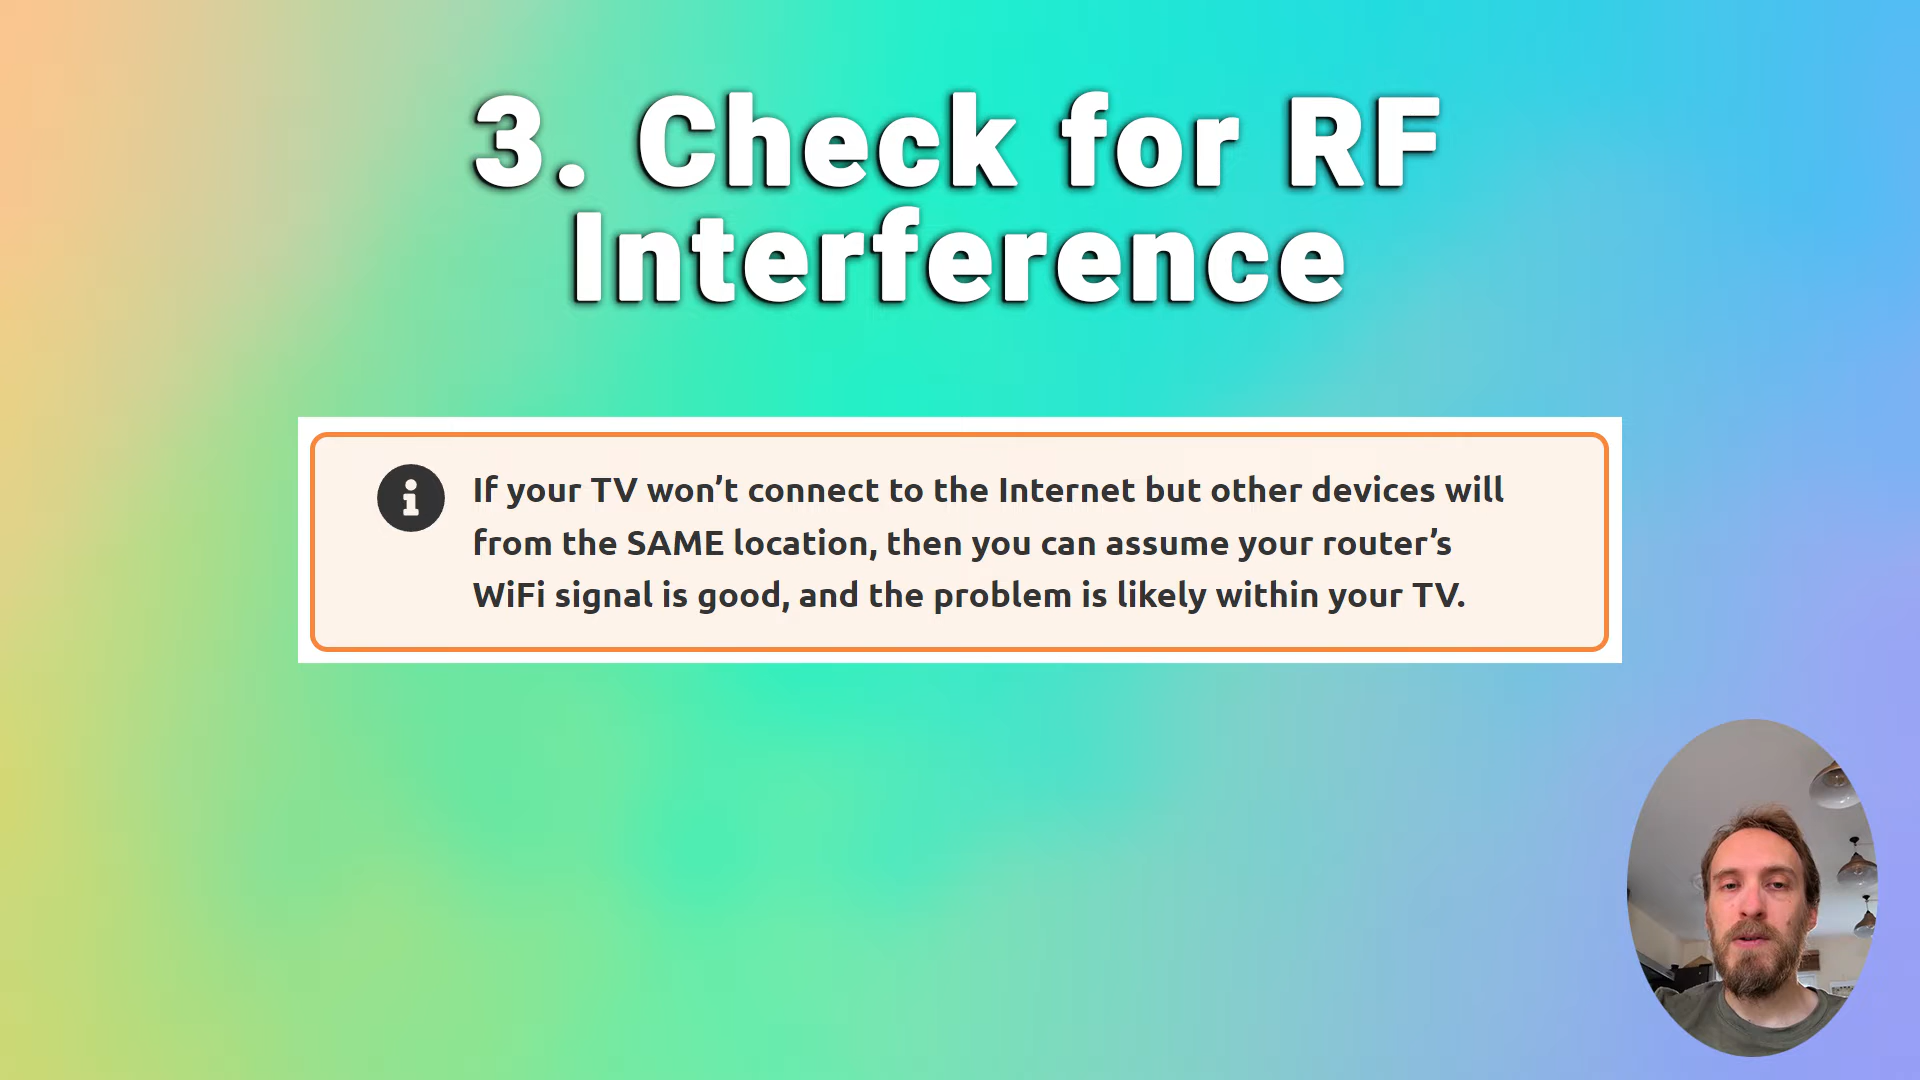 3. Check for RF
Interference
If your TV won’t connect to the Internet but other devices will
from the SAME location, then you can assume your router’s
WiFi signal is good, and the problem is likely within your TV.